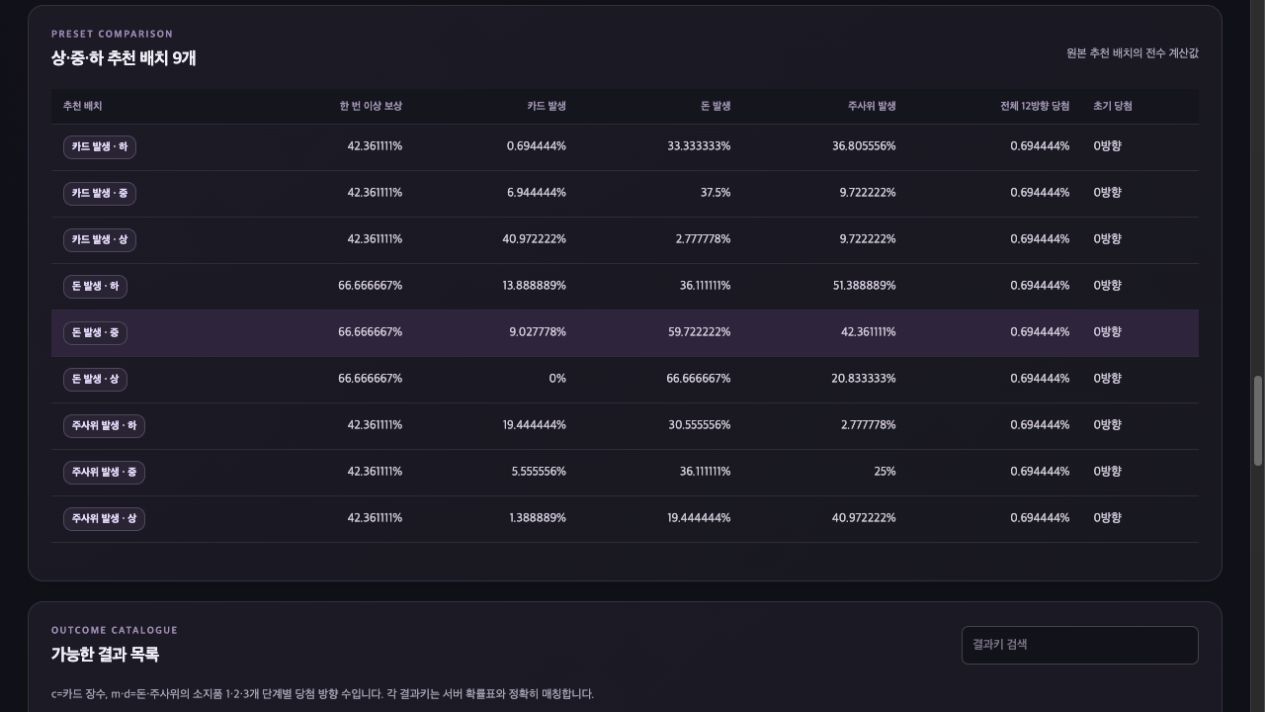 PRESET COMPARISON
상·중·하 추천 배치 9개
원본 추천 배치의 전수 계산값
추천 배치 한 번 이상 보상 카드 발생 돈 발생 주사위 발생 전체 12방향 당첨 초기 당첨
카드 발생 · 하 42.361111% 0.694444% 33.333333% 36.805556% 0.694444% 0방향
카드 발생 · 중 42.361111% 6.944444% 37.5% 9.722222% 0.694444% 0방향
카드 발생 · 상 42.361111% 40.972222% 2.777778% 9.722222% 0.694444% 0방향
돈 발생 · 하 66.666667% 13.888889% 36.111111% 51.388889% 0.694444% 0방향
돈 발생 · 중 66.666667% 9.027778% 59.722222% 42.361111% 0.694444% 0방향
돈 발생 · 상 66.666667% 0% 66.666667% 20.833333% 0.694444% 0방향
주사위 발생 · 하 42.361111% 19.444444% 30.555556% 2.777778% 0.694444% 0방향
주사위 발생 · 중 42.361111% 5.555556% 36.111111% 25% 0.694444% 0방향
주사위 발생 · 상 42.361111% 1.388889% 19.444444% 40.972222% 0.694444% 0방향
OUTCOME CATALOGUE
가능한 결과 목록
결과키 검색
c=카드 장수, m·d=돈·주사위의 소지품 1·2·3개 단계별 당첨 방향 수입니다. 각 결과키는 서버 확률표와 정확히 매칭합니다.